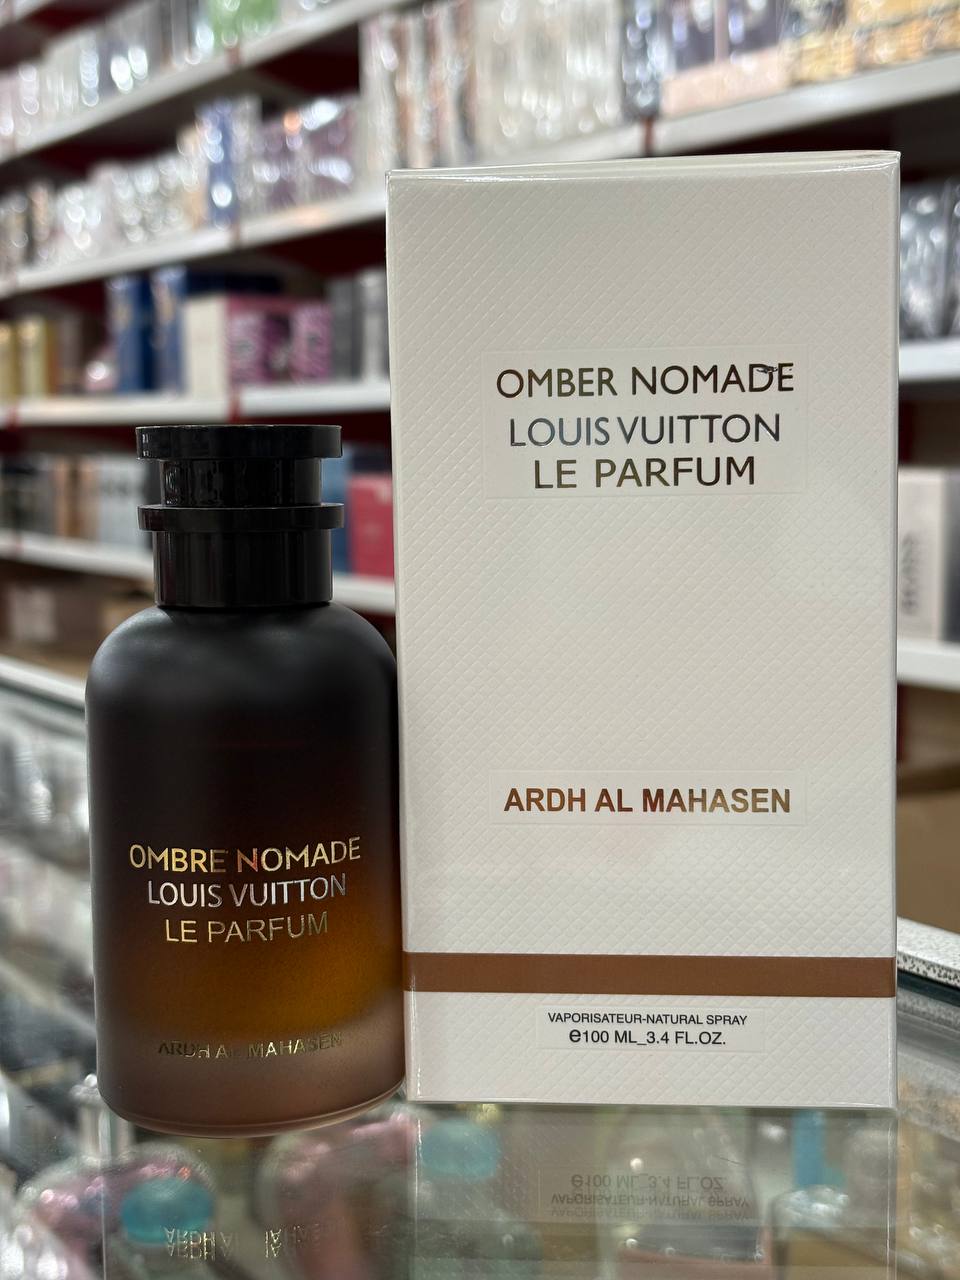 OMBER NOMADE
LOUIS VUITTON
LE PARFUM
ARDH AL MAHASEN
VAPORISATEUR-NATURAL SPRAY
e100 ML_3.4 FL.OZ.
OMBRE NOMADE
LOUIS VUITTON
LE PARFUM
ARDH AL MAHASEN